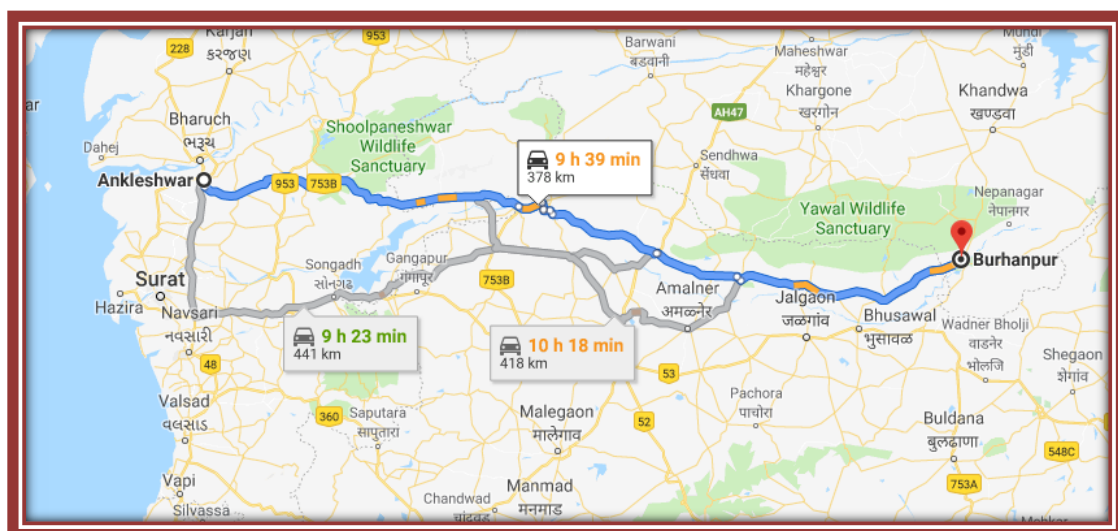 Karjan
કરજણ
953
228
Barwani
बड़वानी
Maheshwar
महेश्वर
Mundi
मुंदी
Khargone
खरगोन
Khandwa
खण्डवा
AH47
ar
Bharuch
ભરૂચ
Dahej
Shoolpaneshwar
Wildlife
Sanctuary
9 h 39 min
378 km
Sendhwa
सेंधवा
Ankleshwar
953
753B
Nepanagar
नेपानगर
Yawal Wildlife
Sanctuary
Burhanpur
Surat
Songadh
સોનગઢ
Gangapur
गंगापूर
753B
Amalner
अमळनेर
Jalgaon
जळगांव
Hazira
Navsari
નવસારી
Bhusawal
भुसावळ
Wadner Bholji
वाडनेर
भोलजि
9 h 23 min
441 km
10 h 18 min
418 km
Shegaon
शेगांव
48
53
Valsad
વલસાડ
360
Saputara
સાપુતારા
Malegaon
मालेगाव
52
Pachora
पाचोरा
Buldana
बुलढाणा
548C
Vapi
વાપી
Silvassa
Chandwad
चांदवड
Manmad
मनमाड
753A